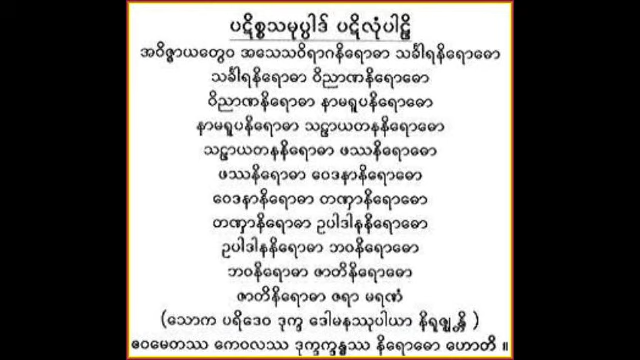 ပဋိစ္စသမုပ္ပါဒ် ပဋိလုံပါဠိ
အဝိဇ္ဇာယတွေဝ အသေသဝိရာဂနိရောဓာ သင်္ခါရနိရောဓော
သင်္ခါရနိရောဓာ ဝိညာဏနိရောဓော
ဝိညာဏနိရောဓာ နာမရူပနိရောဓော
နာမရူပနိရောဓာ သဠာယတနနိရောဓော
သဠာယတနနိရောဓာ ဖဿနိရောဓော
ဖဿနိရောဓာ ဝေဒနာနိရောဓော
ဝေဒနာနိရောဓာ တဏှာနိရောဓော
တဏှာနိရောဓာ ဥပါဒါနနိရောဓော
ဥပါဒါနနိရောဓာ ဘဝနိရောဓော
ဘဝနိရောဓာ ဇာတိနိရောဓော
ဇာတိနိရောဓာ ဇရာ မရဏံ
(သောက ပရိဒေဝ ဒုက္ခ ဒေါမနဿုပါယာ နိရုဇ္ဈန္တိ )
ဧဝမေတဿ ကေဝလဿ ဒုက္ခက္ခန္ဓဿ နိရောဓော ဟောတိ ။